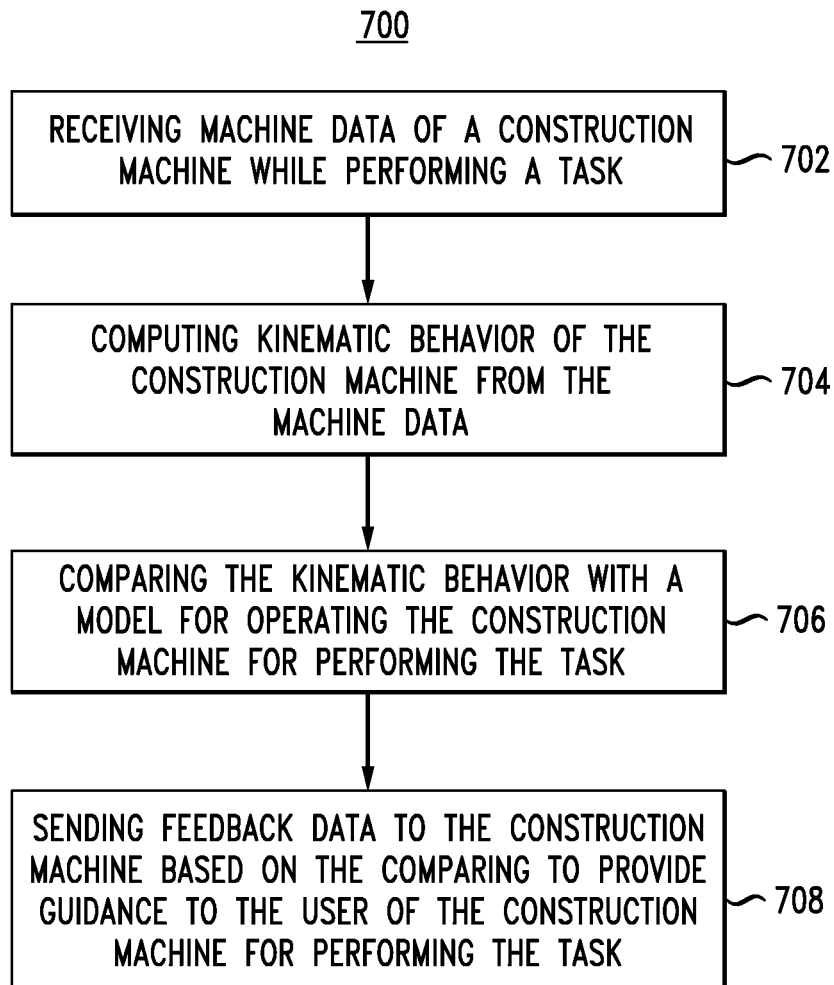 700
RECEIVING MACHINE DATA OF A CONSTRUCTION
MACHINE WHILE PERFORMING A TASK
702
COMPUTING KINEMATIC BEHAVIOR OF THE
CONSTRUCTION MACHINE FROM THE
MACHINE DATA
704
COMPARING THE KINEMATIC BEHAVIOR WITH A
MODEL FOR OPERATING THE CONSTRUCTION
MACHINE FOR PERFORMING THE TASK
706
SENDING FEEDBACK DATA TO THE CONSTRUCTION
MACHINE BASED ON THE COMPARING TO PROVIDE
GUIDANCE TO THE USER OF THE CONSTRUCTION
MACHINE FOR PERFORMING THE TASK
708